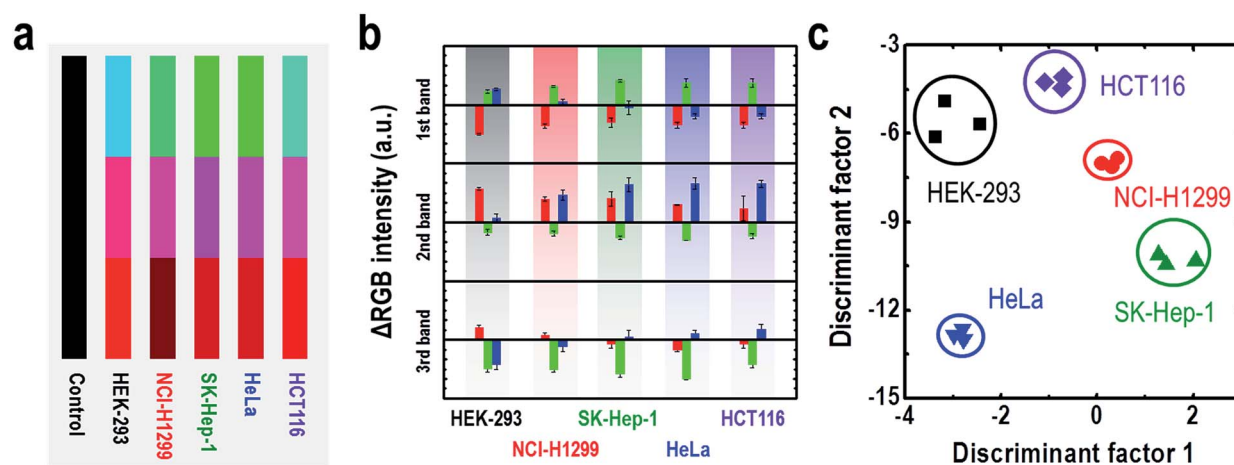 a
Control
HEK-293
NCI-H1299
SK-Hep-1
HeLa
HCT116
b
ΔRGB intensity (a.u.)
1st band
2nd band
3rd band
HEK-293
SK-Hep-1
HCT116
NCI-H1299
HeLa
c
Discriminant factor 2
-3
-6
-9
-12
-15
HCT116
HEK-293
NCI-H1299
SK-Hep-1
HeLa
-4
-2
0
2
Discriminant factor 1